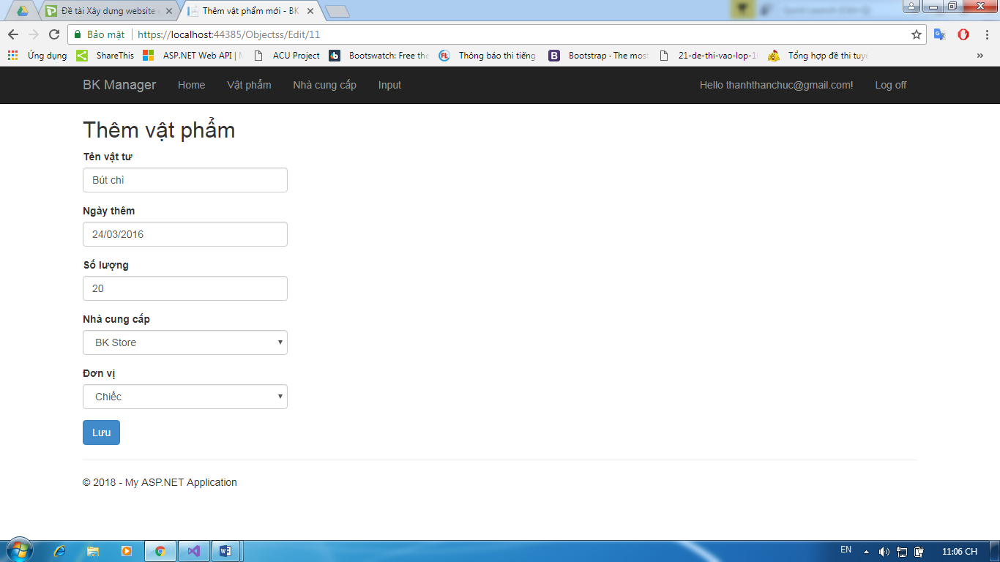 Đề tài Xây dựng website
Thêm vật phẩm mới - BK
Bảo mật
https://localhost:44385/Objectss/Edit/11
Ứng dụng ShareThis ASP.NET Web API | ACU Project Bootswatch: Free the Thông báo thi tiếng Bootstrap · The most 21-de-thi-vao-lop-1 Tổng hợp đề thi tuy
BK Manager Home Vật phẩm Nhà cung cấp Input Hello thanhthanchuc@gmail.com! Log off
Thêm vật phẩm
Tên vật tư
Bút chì
Ngày thêm
24/03/2016
Số lượng
20
Nhà cung cấp
BK Store
Đơn vị
Chiếc
Lưu
© 2018 - My ASP.NET Application
EN 11:06 CH